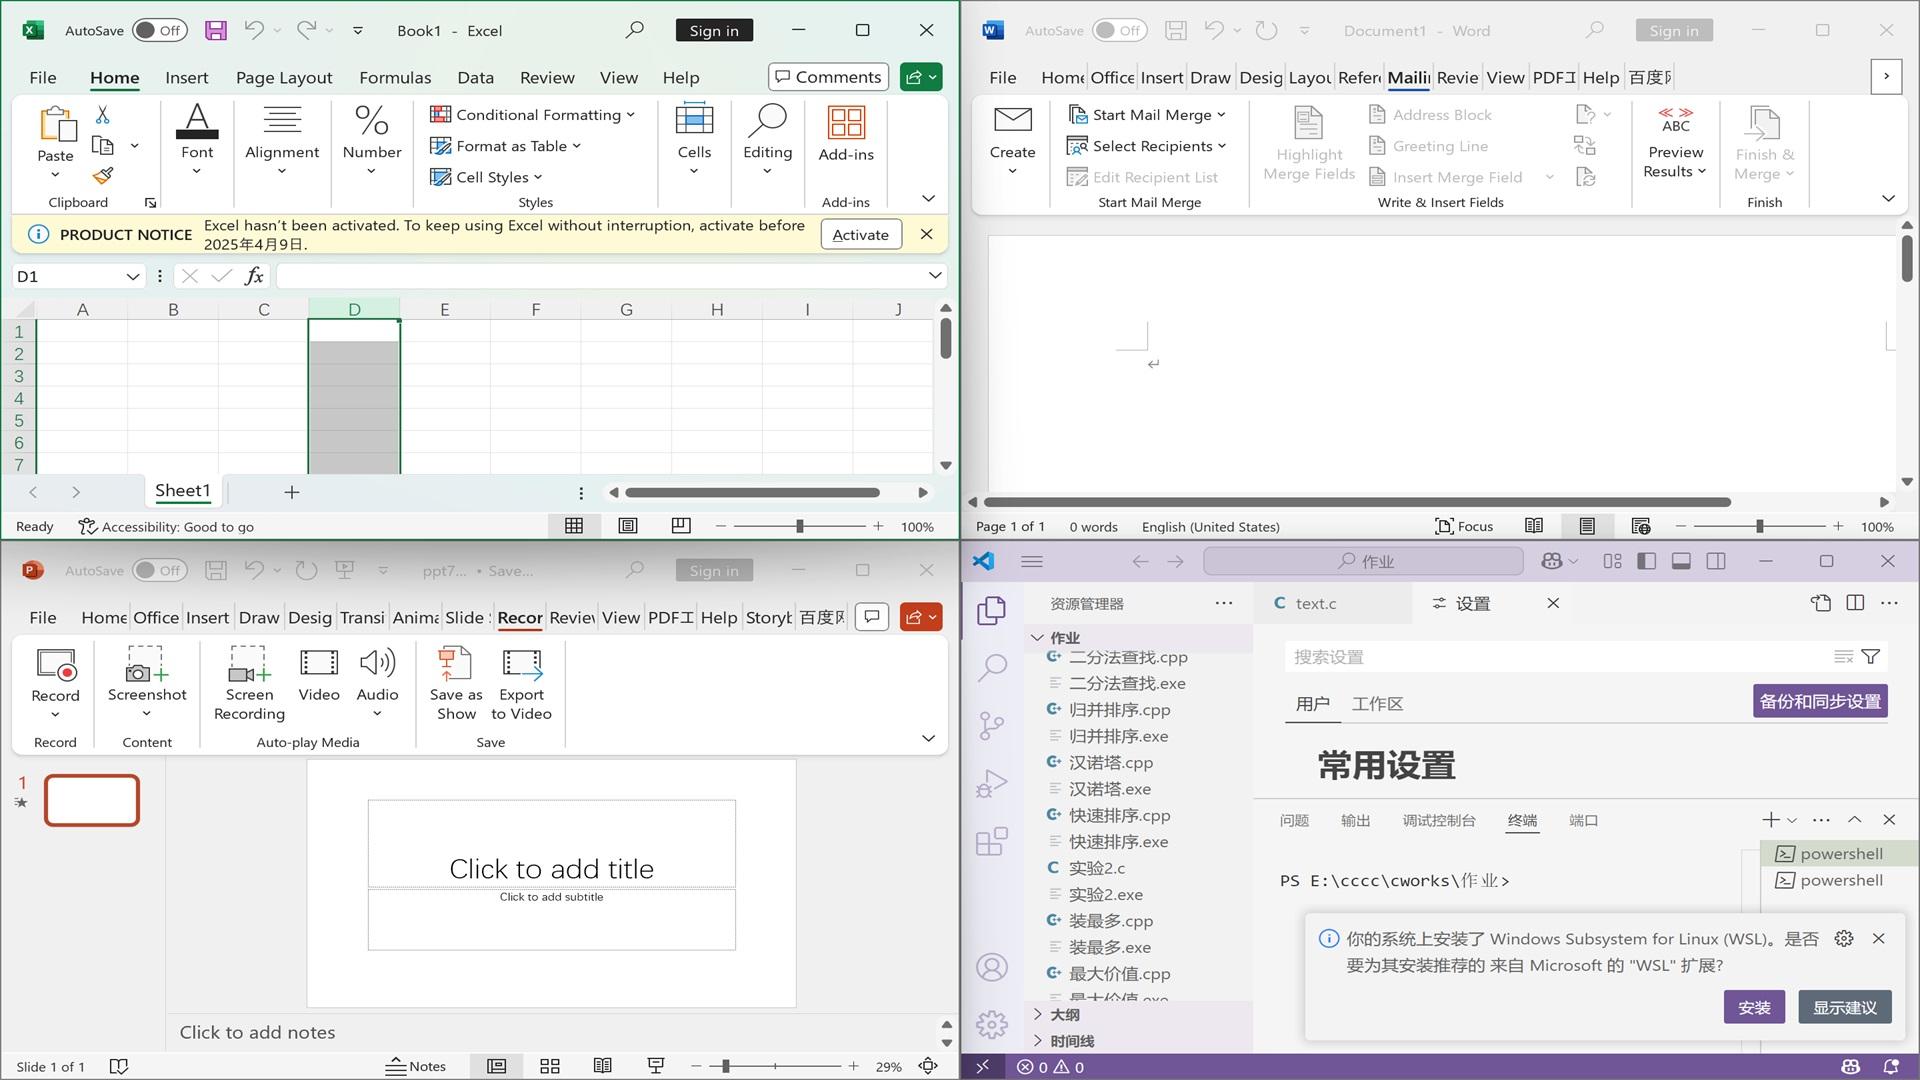 AutoSave Off Book1 - Excel Sign in
File Home Insert Page Layout Formulas Data Review View Help Comments
Paste Font Alignment Number Conditional Formatting Format as Table Cell Styles Cells Editing Add-ins
Clipboard Styles Add-ins
PRODUCT NOTICE Excel hasn't been activated. To keep using Excel without interruption, activate before
2025年4月9日. Activate
D1 fx
A B C D E F G H I J
1
2
3
4
5
6
7
Sheet1
Ready Accessibility: Good to go 100%
AutoSave Off Document1 - Word Sign in
File Home Office Insert Draw Desig Layou Refere Mailin Revie View PDF工 Help 百度网
Create Start Mail Merge Select Recipients Edit Recipient List
Highlight
Merge Fields
Address Block
Greeting Line
Insert Merge Field
ABC
Preview
Results
Finish &
Merge
Start Mail Merge Write & Insert Fields Finish
Page 1 of 1 0 words English (United States) Focus 100%
AutoSave Off ppt7... • Save... Sign in
File Home Office Insert Draw Desig Transi Anima Slide Recor Review View PDF工 Help Storyb 百度网
Record Screenshot
Screen
Recording
Video Audio
Save as
Show
Export
to Video
Record Content Auto-play Media Save
1
Click to add title
Click to add subtitle
Click to add notes
Slide 1 of 1 Notes 29%
作业
资源管理器
作业
二分法查找.cpp
二分法查找.exe
归并排序.cpp
归并排序.exe
汉诺塔.cpp
汉诺塔.exe
快速排序.cpp
快速排序.exe
C 实验2.c
实验2.exe
装最多.cpp
装最多.exe
最大价值.cpp
最大价值.exe
大纲
时间线
C text.c 设置
搜索设置
用户 工作区 备份和同步设置
常用设置
问题 输出 调试控制台 终端 端口
PS E:\cccc\cworks\作业>
powershell
powershell
你的系统上安装了 Windows Subsystem for Linux (WSL)。是否
要为其安装推荐的 来自 Microsoft 的 "WSL" 扩展?
安装 显示建议
0 0